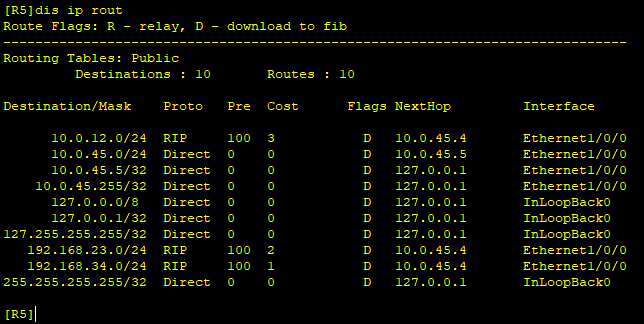 [R5]dis ip rout
Route Flags: R - relay, D - download to fib
------------------------------------------------------------------------------
Routing Tables: Public
         Destinations : 10       Routes : 10

Destination/Mask    Proto   Pre  Cost      Flags NextHop         Interface

      10.0.12.0/24  RIP     100  3           D   10.0.45.4       Ethernet1/0/0
      10.0.45.0/24  Direct  0    0           D   10.0.45.5       Ethernet1/0/0
      10.0.45.5/32  Direct  0    0           D   127.0.0.1       Ethernet1/0/0
    10.0.45.255/32  Direct  0    0           D   127.0.0.1       Ethernet1/0/0
      127.0.0.0/8   Direct  0    0           D   127.0.0.1       InLoopBack0
      127.0.0.1/32  Direct  0    0           D   127.0.0.1       InLoopBack0
127.255.255.255/32  Direct  0    0           D   127.0.0.1       InLoopBack0
   192.168.23.0/24  RIP     100  2           D   10.0.45.4       Ethernet1/0/0
   192.168.34.0/24  RIP     100  1           D   10.0.45.4       Ethernet1/0/0
255.255.255.255/32  Direct  0    0           D   127.0.0.1       InLoopBack0

[R5]